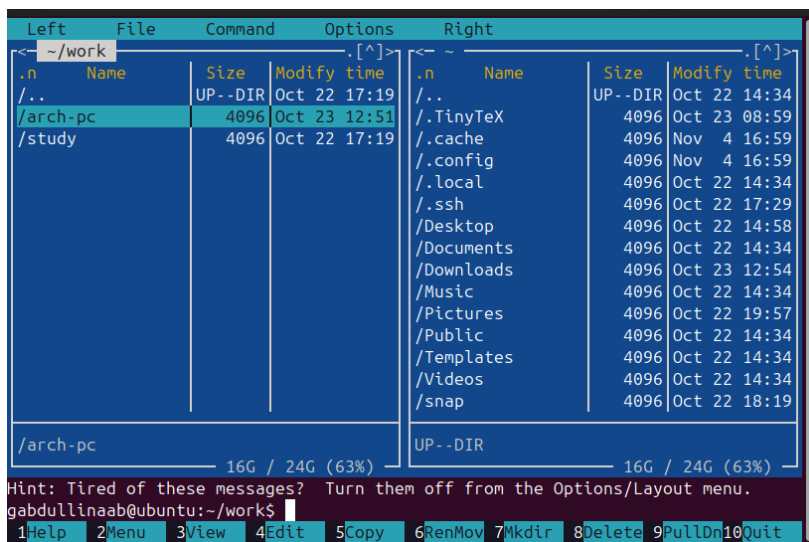 Left File Command Options Right
<- ~/work .[^]> <- ~ .[^]>
.n Name Size Modify time .n Name Size Modify time
/.. UP--DIR Oct 22 17:19 /.. UP--DIR Oct 22 14:34
/arch-pc 4096 Oct 23 12:51 /.TinyTeX 4096 Oct 23 08:59
/study 4096 Oct 22 17:19 /.cache 4096 Nov 4 16:59
/.config 4096 Nov 4 16:59
/.local 4096 Oct 22 14:34
/.ssh 4096 Oct 22 17:29
/Desktop 4096 Oct 22 14:58
/Documents 4096 Oct 22 14:34
/Downloads 4096 Oct 23 12:54
/Music 4096 Oct 22 14:34
/Pictures 4096 Oct 22 19:57
/Public 4096 Oct 22 14:34
/Templates 4096 Oct 22 14:34
/Videos 4096 Oct 22 14:34
/snap 4096 Oct 22 18:19
/arch-pc UP--DIR
16G / 24G (63%) 16G / 24G (63%)
Hint: Tired of these messages? Turn them off from the Options/Layout menu.
gabdullinaab@ubuntu:~/work$
1Help 2Menu 3View 4Edit 5Copy 6RenMov 7Mkdir 8Delete 9PullDn 10Quit